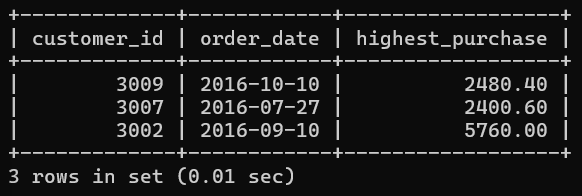 +-------------+------------+------------------+
| customer_id | order_date | highest_purchase |
+-------------+------------+------------------+
|        3009 | 2016-10-10 |          2480.40 |
|        3007 | 2016-07-27 |          2400.60 |
|        3002 | 2016-09-10 |          5760.00 |
+-------------+------------+------------------+
3 rows in set (0.01 sec)